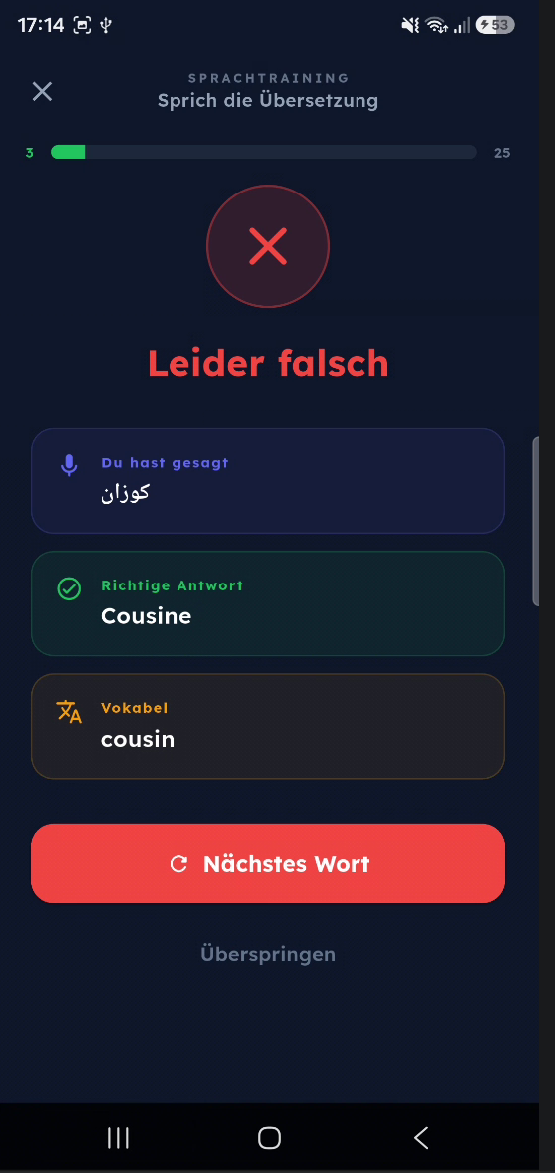 17:14
53
SPRACHTRAINING
Sprich die Übersetzung
3
25
Leider falsch
Du hast gesagt
كوزان
Richtige Antwort
Cousine
Vokabel
cousin
Nächstes Wort
Überspringen